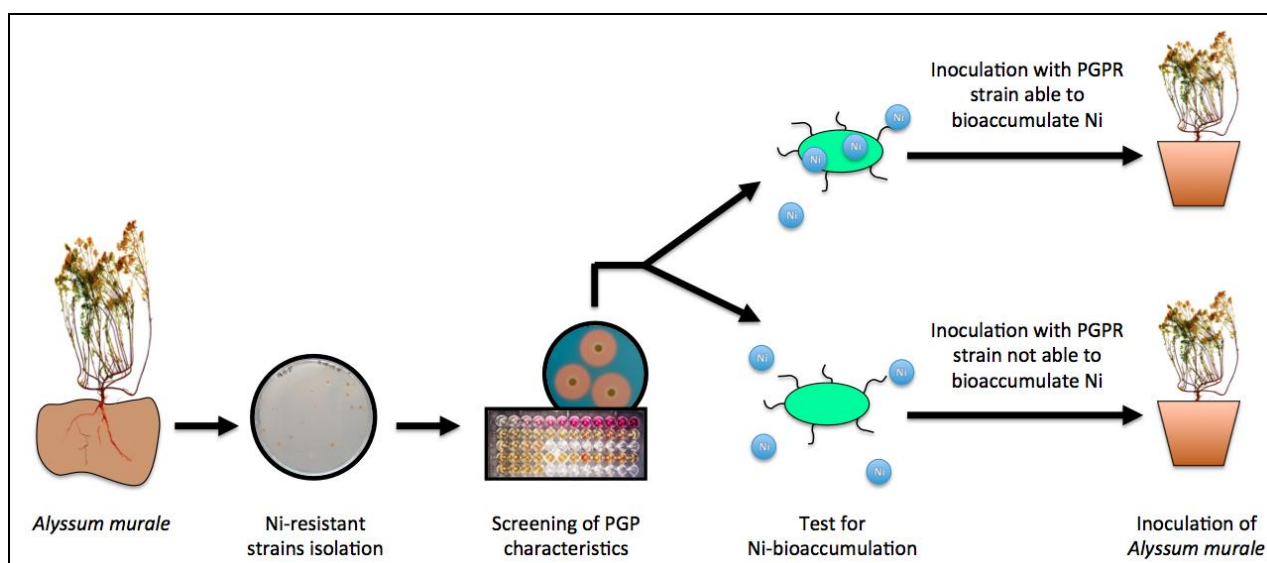 Inoculation with PGPR
strain able to
bioaccumulate Ni
Ni
Ni
Ni
Ni
Inoculation with PGPR
strain not able to
bioaccumulate Ni
Ni
Ni
Ni
Ni
Alyssum murale
Ni-resistant
strains isolation
Screening of PGP
characteristics
Test for
Ni-bioaccumulation
Inoculation of
Alyssum murale